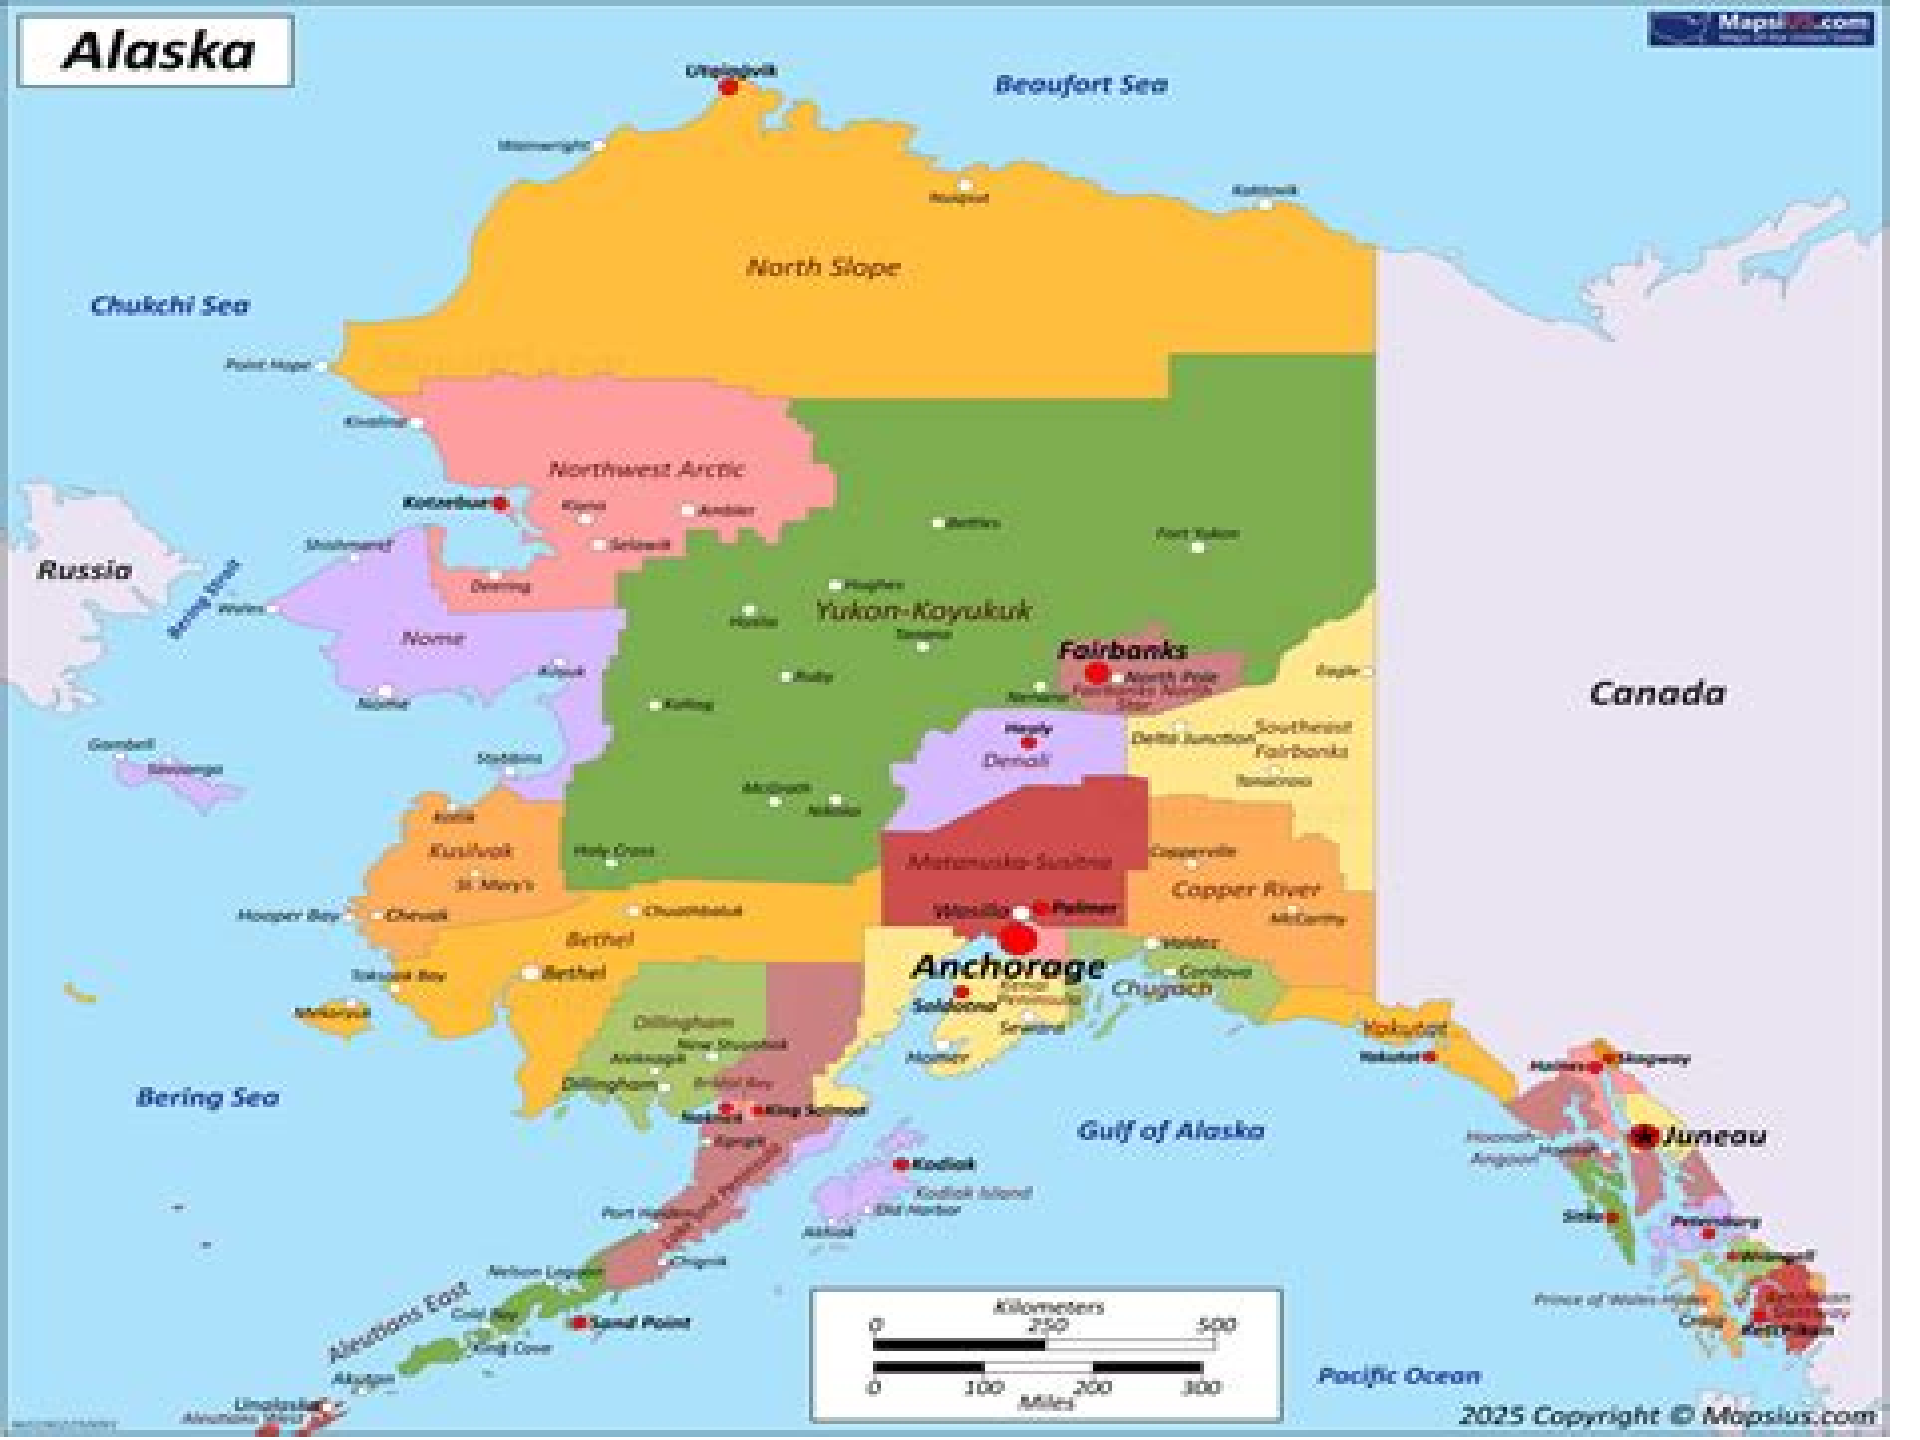 Alaska
MapsiUS.com
Utqiagvik
Beaufort Sea
Wainwright
Nuiqsut
Kaktovik
North Slope
Chukchi Sea
Point Hope
Kivalina
Northwest Arctic
Kotzebue
Kiana
Ambler
Selawik
Bettles
Fort Yukon
Shishmaref
Russia
Bering Strait
Deering
Hughes
Wales
Yukon-Koyukuk
Huslia
Tanana
Nome
Fairbanks
Koyuk
Ruby
North Pole
Eagle
Fairbanks North
Star
Nenana
Canada
Nome
Kaltag
Healy
Delta Junction
Southeast
Fairbanks
Gambell
Savoonga
Stebbins
Denali
Tanacross
McGrath
Nikolai
Kotlik
Kusilvak
Holy Cross
Matanuska-Susitna
Copperville
St. Mary's
Copper River
Hooper Bay
Chevak
Chuathbaluk
Wasilla
Palmer
McCarthy
Bethel
Valdez
Anchorage
Toksook Bay
Bethel
Cordova
Chugach
Kenai
Peninsula
Soldotna
Mekoryuk
Dillingham
Seward
Yakutat
New Stuyahok
Aleknagik
Homer
Yakutat
Haines
Skagway
Dillingham
Bristol Bay
Bering Sea
Naknek
King Salmon
Gulf of Alaska
Juneau
Egegik
Hoonah-
Angoon
Hoonah
Kodiak
Kodiak Island
Lake and Peninsula
Port Heiden
Old Harbor
Akhiok
Sitka
Petersburg
Wrangell
Chignik
Nelson Lagoon
Aleutians East
Cold Bay
Sand Point
King Cove
Prince of Wales-Hyder
Ketchikan
Gateway
Craig
Ketchikan
Kilometers
0 250 500
0 100 300
Miles
Akutan
Pacific Ocean
Unalaska
Aleutians West
2025 Copyright © Mapsius.com